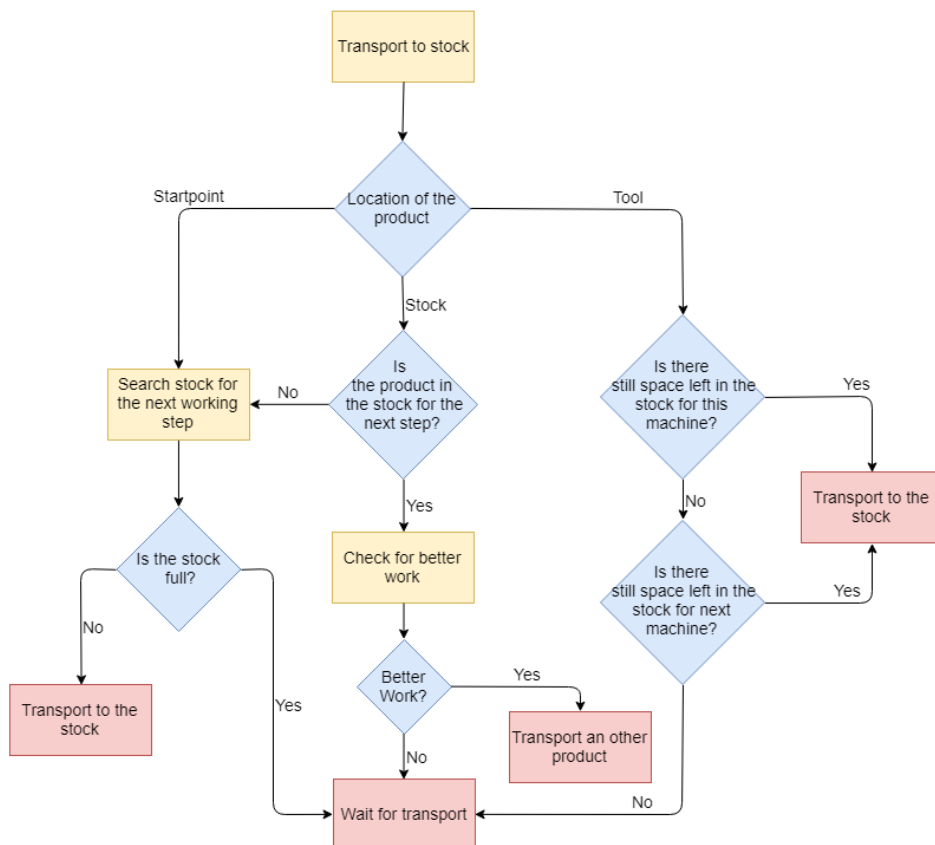 Transport to stock
Startpoint
Location of the
product
Tool
Stock
Search stock for
the next working
step
No
Is
the product in
the stock for the
next step?
Is there
still space left in the
stock for this
machine?
Yes
Transport to the
stock
No
Yes
Is the stock
full?
Check for better
work
Is there
still space left in the
stock for next
machine?
Yes
No
Better
Work?
Yes
Transport to the
stock
Yes
Transport an other
product
No
Wait for transport
No